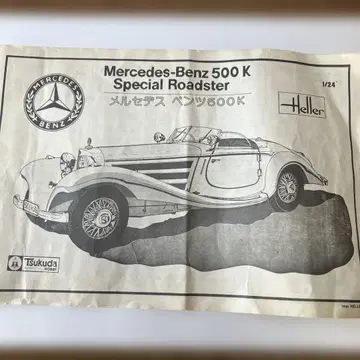 Mercedes-Benz 500 K
Special Roadster
メルセデス ベンツ500K
1/24
MERCEDES
BENZ
Heller
Tsukuda
HOBBY